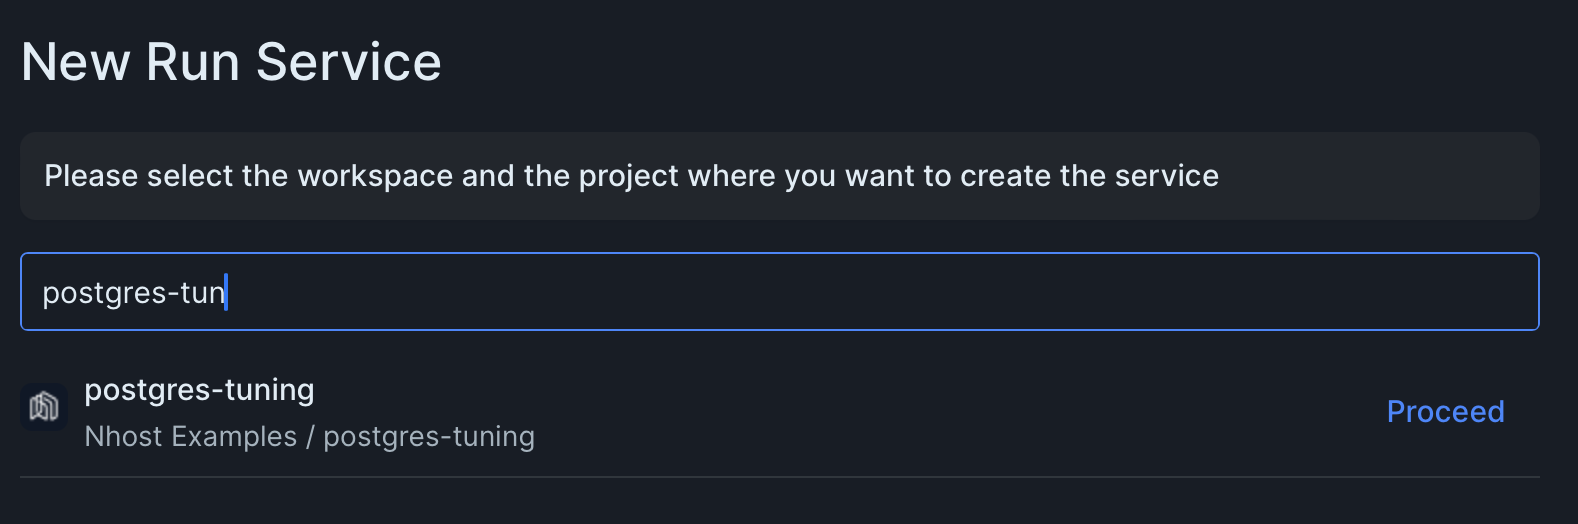 New Run Service
Please select the workspace and the project where you want to create the service
postgres-tun
postgres-tuning
Nhost Examples / postgres-tuning
Proceed